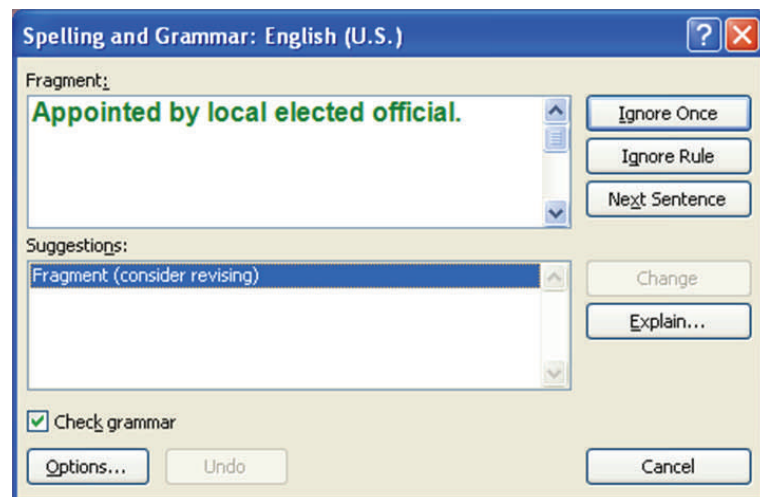 Spelling and Grammar: English (U.S.)
Fragment:
Appointed by local elected official.
Ignore Once
Ignore Rule
Next Sentence
Suggestions:
Fragment (consider revising)
Change
Explain...
Check grammar
Options...
Undo
Cancel